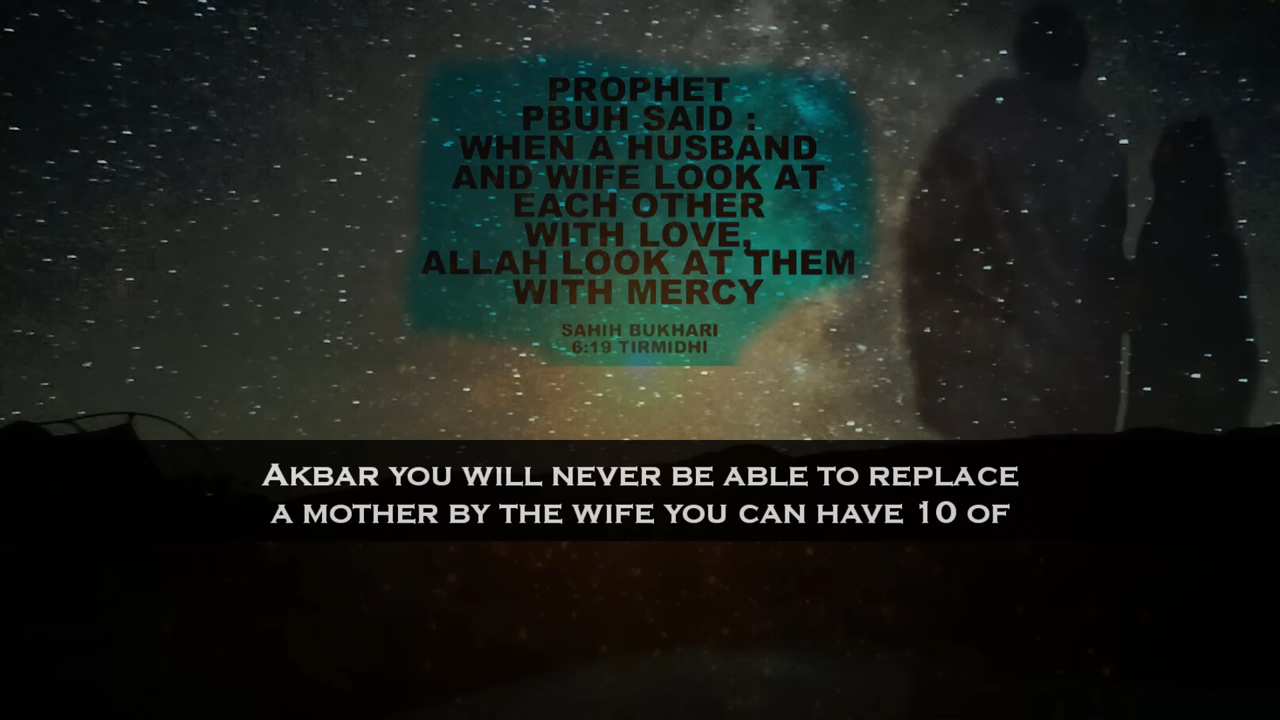 PROPHET
PBUH SAID :
WHEN A HUSBAND
AND WIFE LOOK AT
EACH OTHER
WITH LOVE,
ALLAH LOOK AT THEM
WITH MERCY
SAHIH BUKHARI
6:19 TIRMIDHI
AKBAR YOU WILL NEVER BE ABLE TO REPLACE
A MOTHER BY THE WIFE YOU CAN HAVE 10 OF